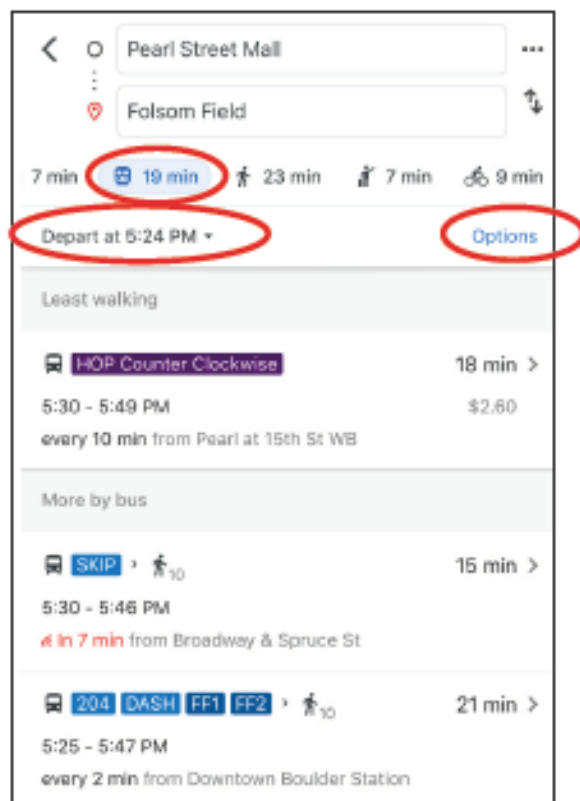 Pearl Street Mall
Folsom Field
7 min 19 min 23 min 7 min 9 min
Depart at 5:24 PM Options
Least walking
HOP Counter Clockwise 18 min
5:30 - 5:49 PM $2.60
every 10 min from Pearl at 15th St WB
More by bus
SKIP 10 15 min
5:30 - 5:46 PM
In 7 min from Broadway & Spruce St
204 DASH FF1 FF2 10 21 min
5:25 - 5:47 PM
every 2 min from Downtown Boulder Station